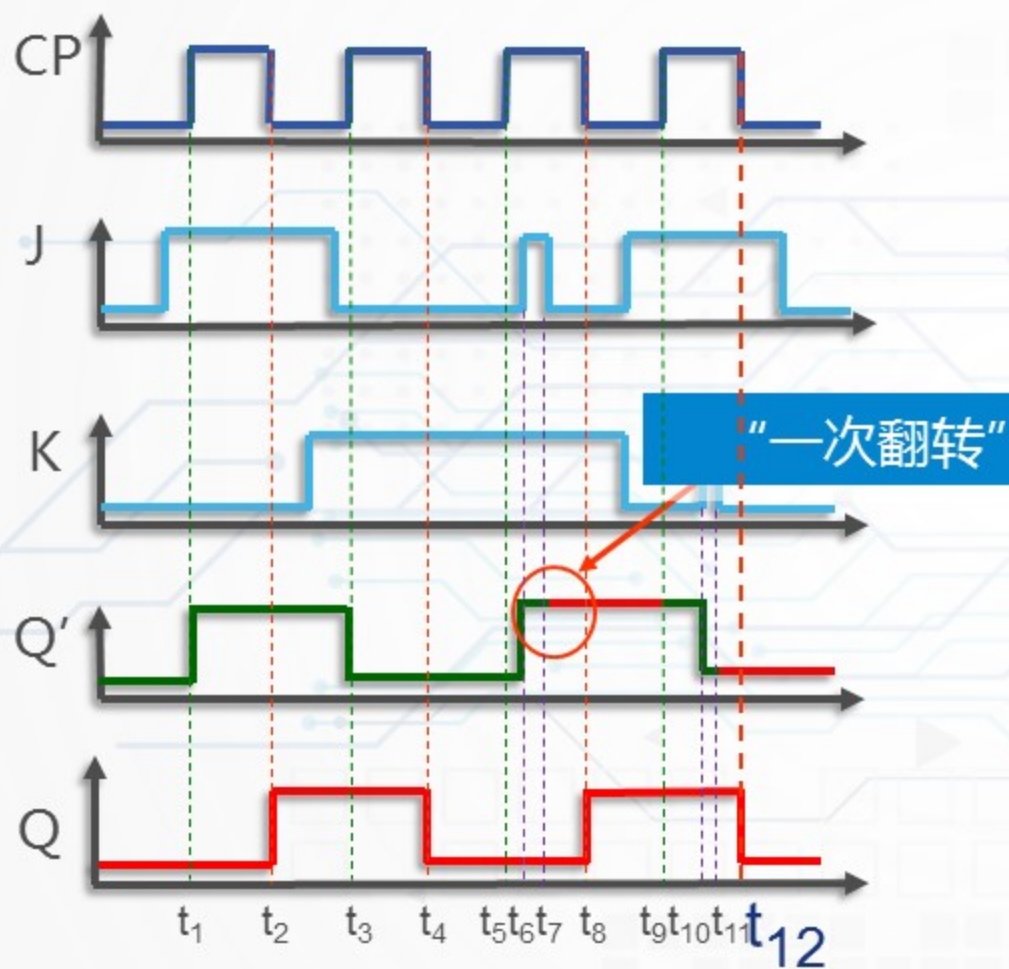 CP
J
K
“一次翻转”
Q′
Q
t₁ t₂ t₃ t₄ t₅ t₆ t₇ t₈ t₉ t₁₀ t₁₁ t₁₂